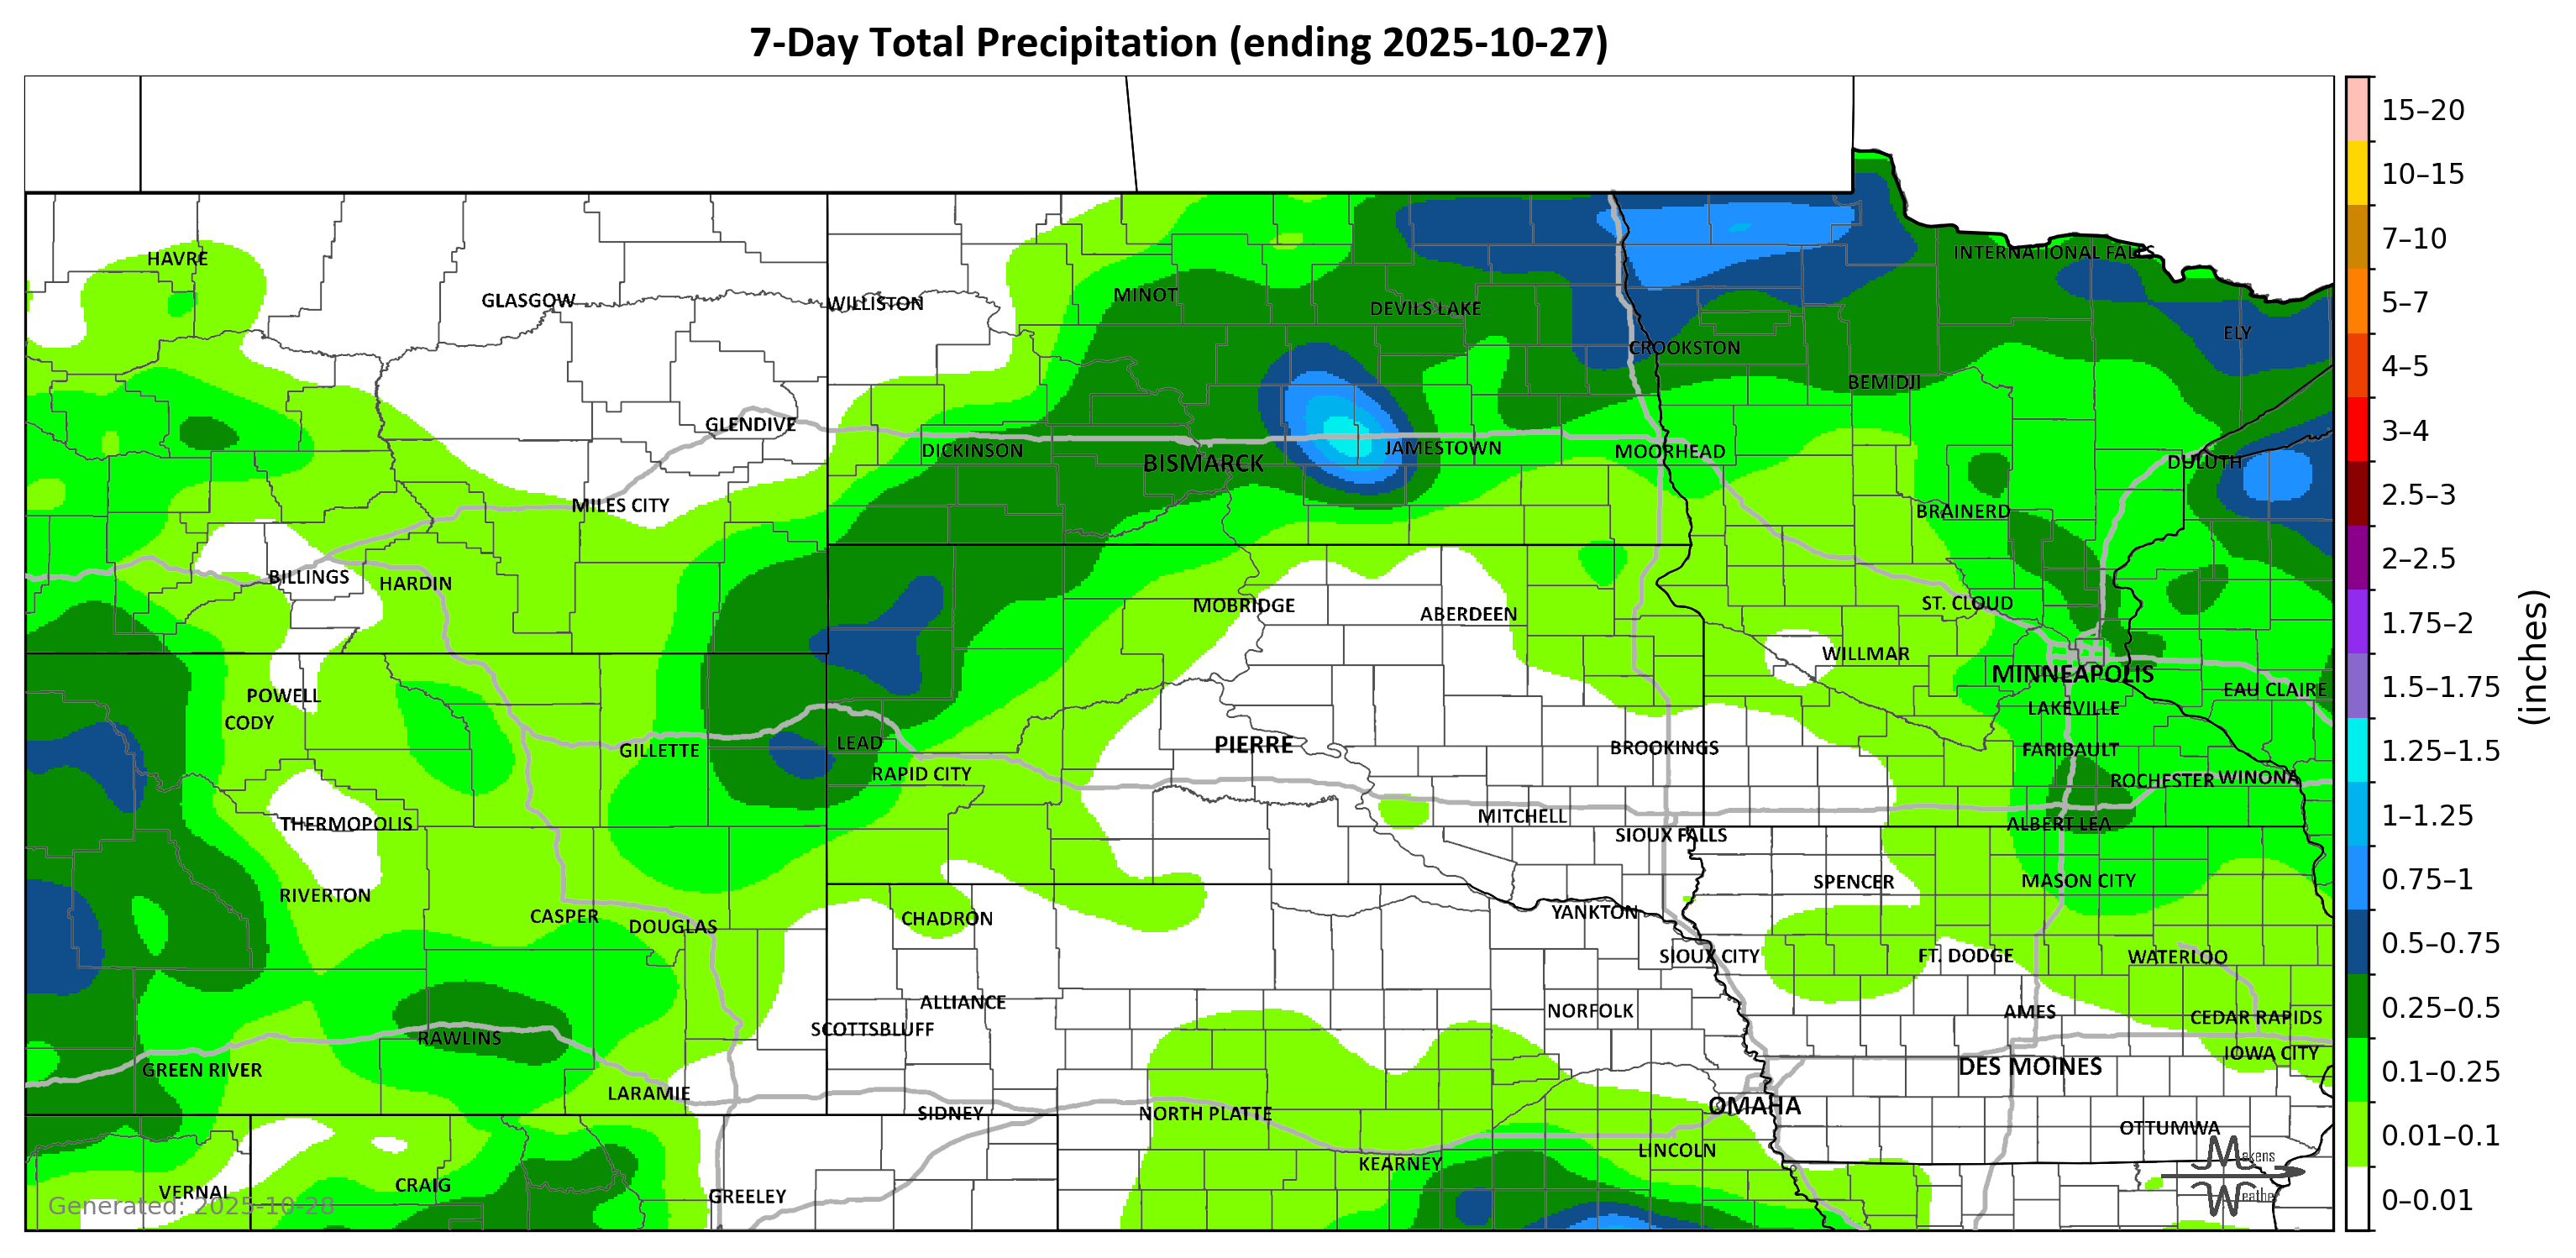 7-Day Total Precipitation (ending 2025-10-27)
15–20
10–15
7–10
5–7
4–5
3–4
2.5–3
2–2.5
1.75–2
1.5–1.75
1.25–1.5
1–1.25
0.75–1
0.5–0.75
0.25–0.5
0.1–0.25
0.01–0.1
0–0.01
(inches)
HAVRE
INTERNATIONAL FALLS
GLASGOW
WILLISTON
MINOT
DEVILS LAKE
ELY
CROOKSTON
BEMIDJI
GLENDIVE
DICKINSON
BISMARCK
JAMESTOWN
MOORHEAD
DULUTH
MILES CITY
BRAINERD
BILLINGS
HARDIN
MOBRIDGE
ABERDEEN
ST. CLOUD
WILLMAR
MINNEAPOLIS
POWELL
EAU CLAIRE
CODY
LAKEVILLE
GILLETTE
LEAD
PIERRE
BROOKINGS
FARIBAULT
RAPID CITY
ROCHESTER
WINONA
THERMOPOLIS
MITCHELL
SIOUX FALLS
ALBERT LEA
RIVERTON
SPENCER
MASON CITY
CASPER
DOUGLAS
CHADRON
YANKTON
SIOUX CITY
FT. DODGE
WATERLOO
ALLIANCE
NORFOLK
AMES
SCOTTSBLUFF
CEDAR RAPIDS
RAWLINS
IOWA CITY
GREEN RIVER
DES MOINES
LARAMIE
SIDNEY
NORTH PLATTE
OMAHA
OTTUMWA
KEARNEY
LINCOLN
VERNAL
CRAIG
GREELEY
Makens
Weather
Generated: 2025-10-28